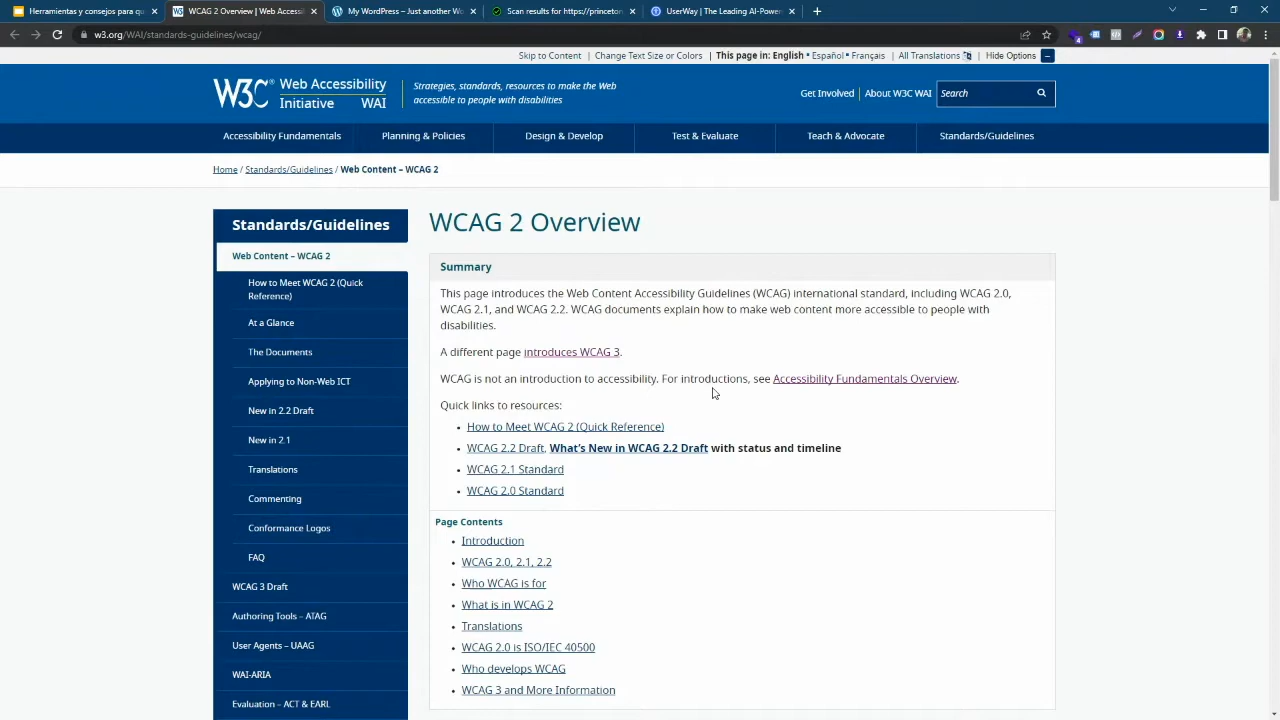 Herramientas y consejos para qu
W3C WCAG 2 Overview | Web Accessib
My WordPress – Just another Wo
Scan results for https://princeton
UserWay | The Leading AI-Power
w3.org/WAI/standards-guidelines/wcag/
Skip to Content | Change Text Size or Colors | This page in: English • Español • Français | All Translations | Hide Options –
W3C® Web Accessibility Initiative WAI
Strategies, standards, resources to make the Web
accessible to people with disabilities
Get Involved | About W3C WAI
Search
Accessibility Fundamentals
Planning & Policies
Design & Develop
Test & Evaluate
Teach & Advocate
Standards/Guidelines
Home / Standards/Guidelines / Web Content – WCAG 2
Standards/Guidelines
Web Content – WCAG 2
How to Meet WCAG 2 (Quick
Reference)
At a Glance
The Documents
Applying to Non-Web ICT
New in 2.2 Draft
New in 2.1
Translations
Commenting
Conformance Logos
FAQ
WCAG 3 Draft
Authoring Tools – ATAG
User Agents – UAAG
WAI-ARIA
Evaluation – ACT & EARL
WCAG 2 Overview
Summary
This page introduces the Web Content Accessibility Guidelines (WCAG) international standard, including WCAG 2.0,
WCAG 2.1, and WCAG 2.2. WCAG documents explain how to make web content more accessible to people with
disabilities.
A different page introduces WCAG 3.
WCAG is not an introduction to accessibility. For introductions, see Accessibility Fundamentals Overview.
Quick links to resources:
• How to Meet WCAG 2 (Quick Reference)
• WCAG 2.2 Draft, What's New in WCAG 2.2 Draft with status and timeline
• WCAG 2.1 Standard
• WCAG 2.0 Standard
Page Contents
• Introduction
• WCAG 2.0, 2.1, 2.2
• Who WCAG is for
• What is in WCAG 2
• Translations
• WCAG 2.0 is ISO/IEC 40500
• Who develops WCAG
• WCAG 3 and More Information